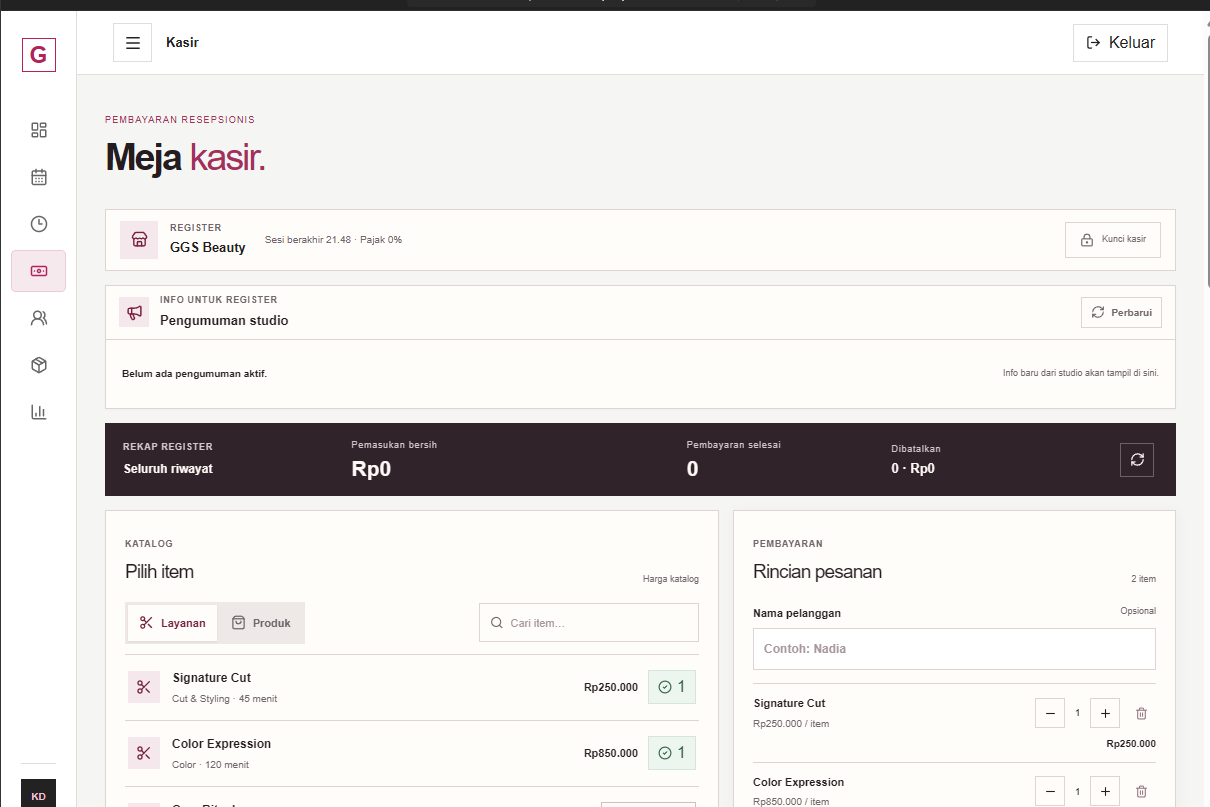 G
Kasir
Keluar
PEMBAYARAN RESEPSIONIS
Meja kasir.
REGISTER
GGS Beauty
Sesi berakhir 21.48 · Pajak 0%
Kunci kasir
INFO UNTUK REGISTER
Pengumuman studio
Perbarui
Belum ada pengumuman aktif.
Info baru dari studio akan tampil di sini.
REKAP REGISTER
Seluruh riwayat
Pemasukan bersih
Rp0
Pembayaran selesai
0
Dibatalkan
0 · Rp0
KATALOG
Pilih item
Harga katalog
Layanan
Produk
Cari item...
Signature Cut
Cut & Styling · 45 menit
Rp250.000
1
Color Expression
Color · 120 menit
Rp850.000
1
PEMBAYARAN
Rincian pesanan
2 item
Nama pelanggan
Opsional
Contoh: Nadia
Signature Cut
Rp250.000 / item
1
Rp250.000
Color Expression
Rp850.000 / item
1
KD